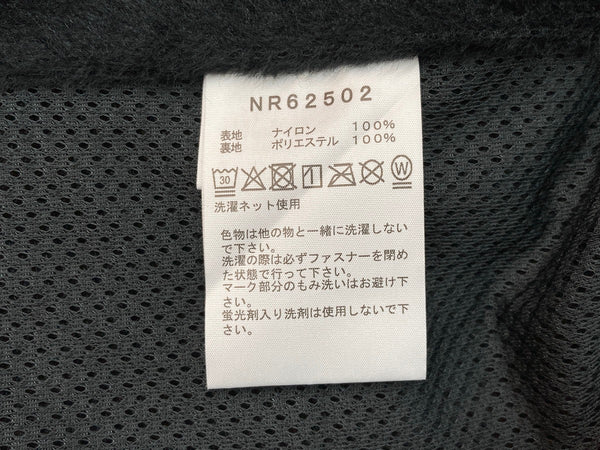 NR62502
表地 ナイロン 100%
裏地 ポリエステル 100%
30 W
洗濯ネット使用
色物は他の物と一緒に洗濯しない
で下さい。
洗濯の際は必ずファスナーを閉め
た状態で行って下さい。
マーク部分のもみ洗いはお避け下
さい。
蛍光剤入り洗剤は使用しないで下
さい。